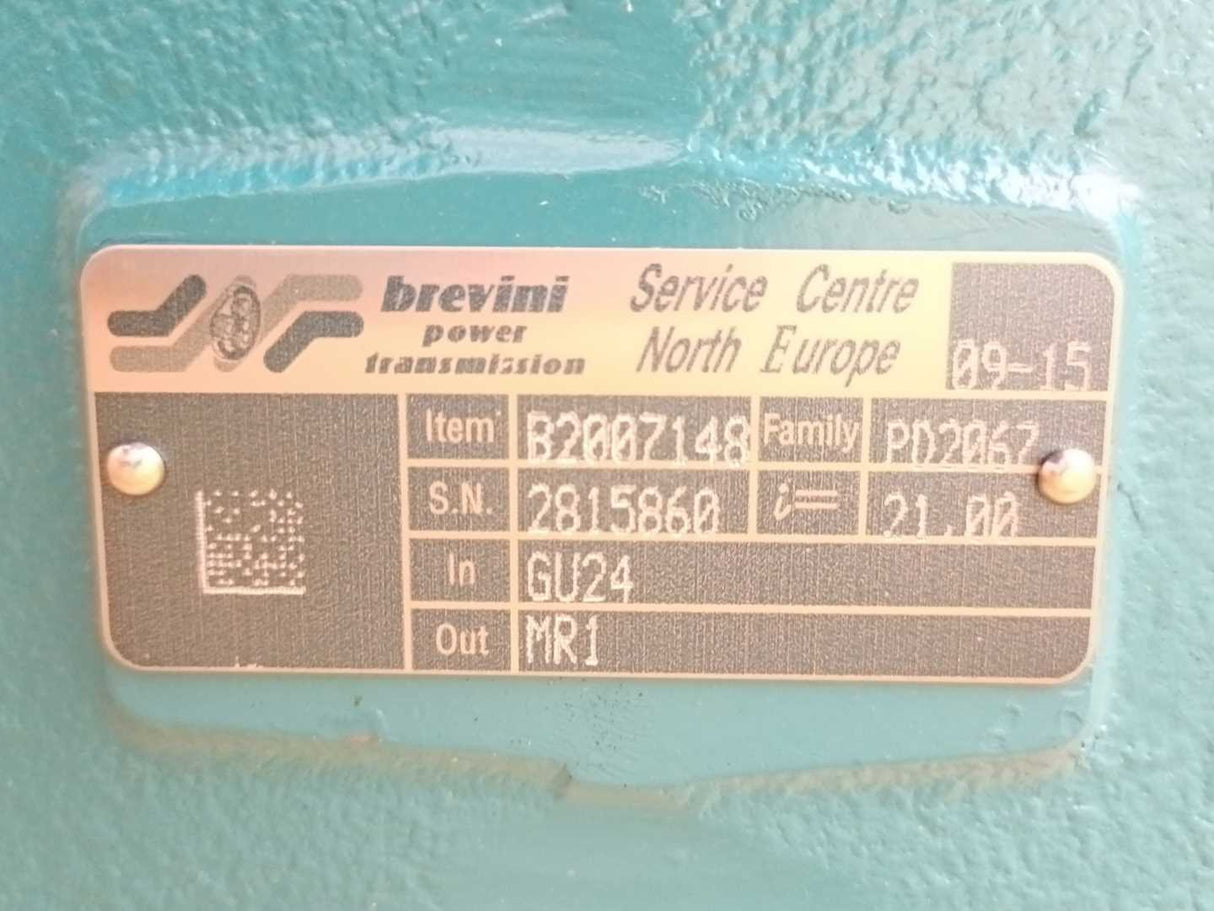 brevini
power
transmission
Service Centre
North Europe
09-15
Item B2007148 Family PD2067
S.N. 2815860 i= 21.00
In GU24
Out MR1